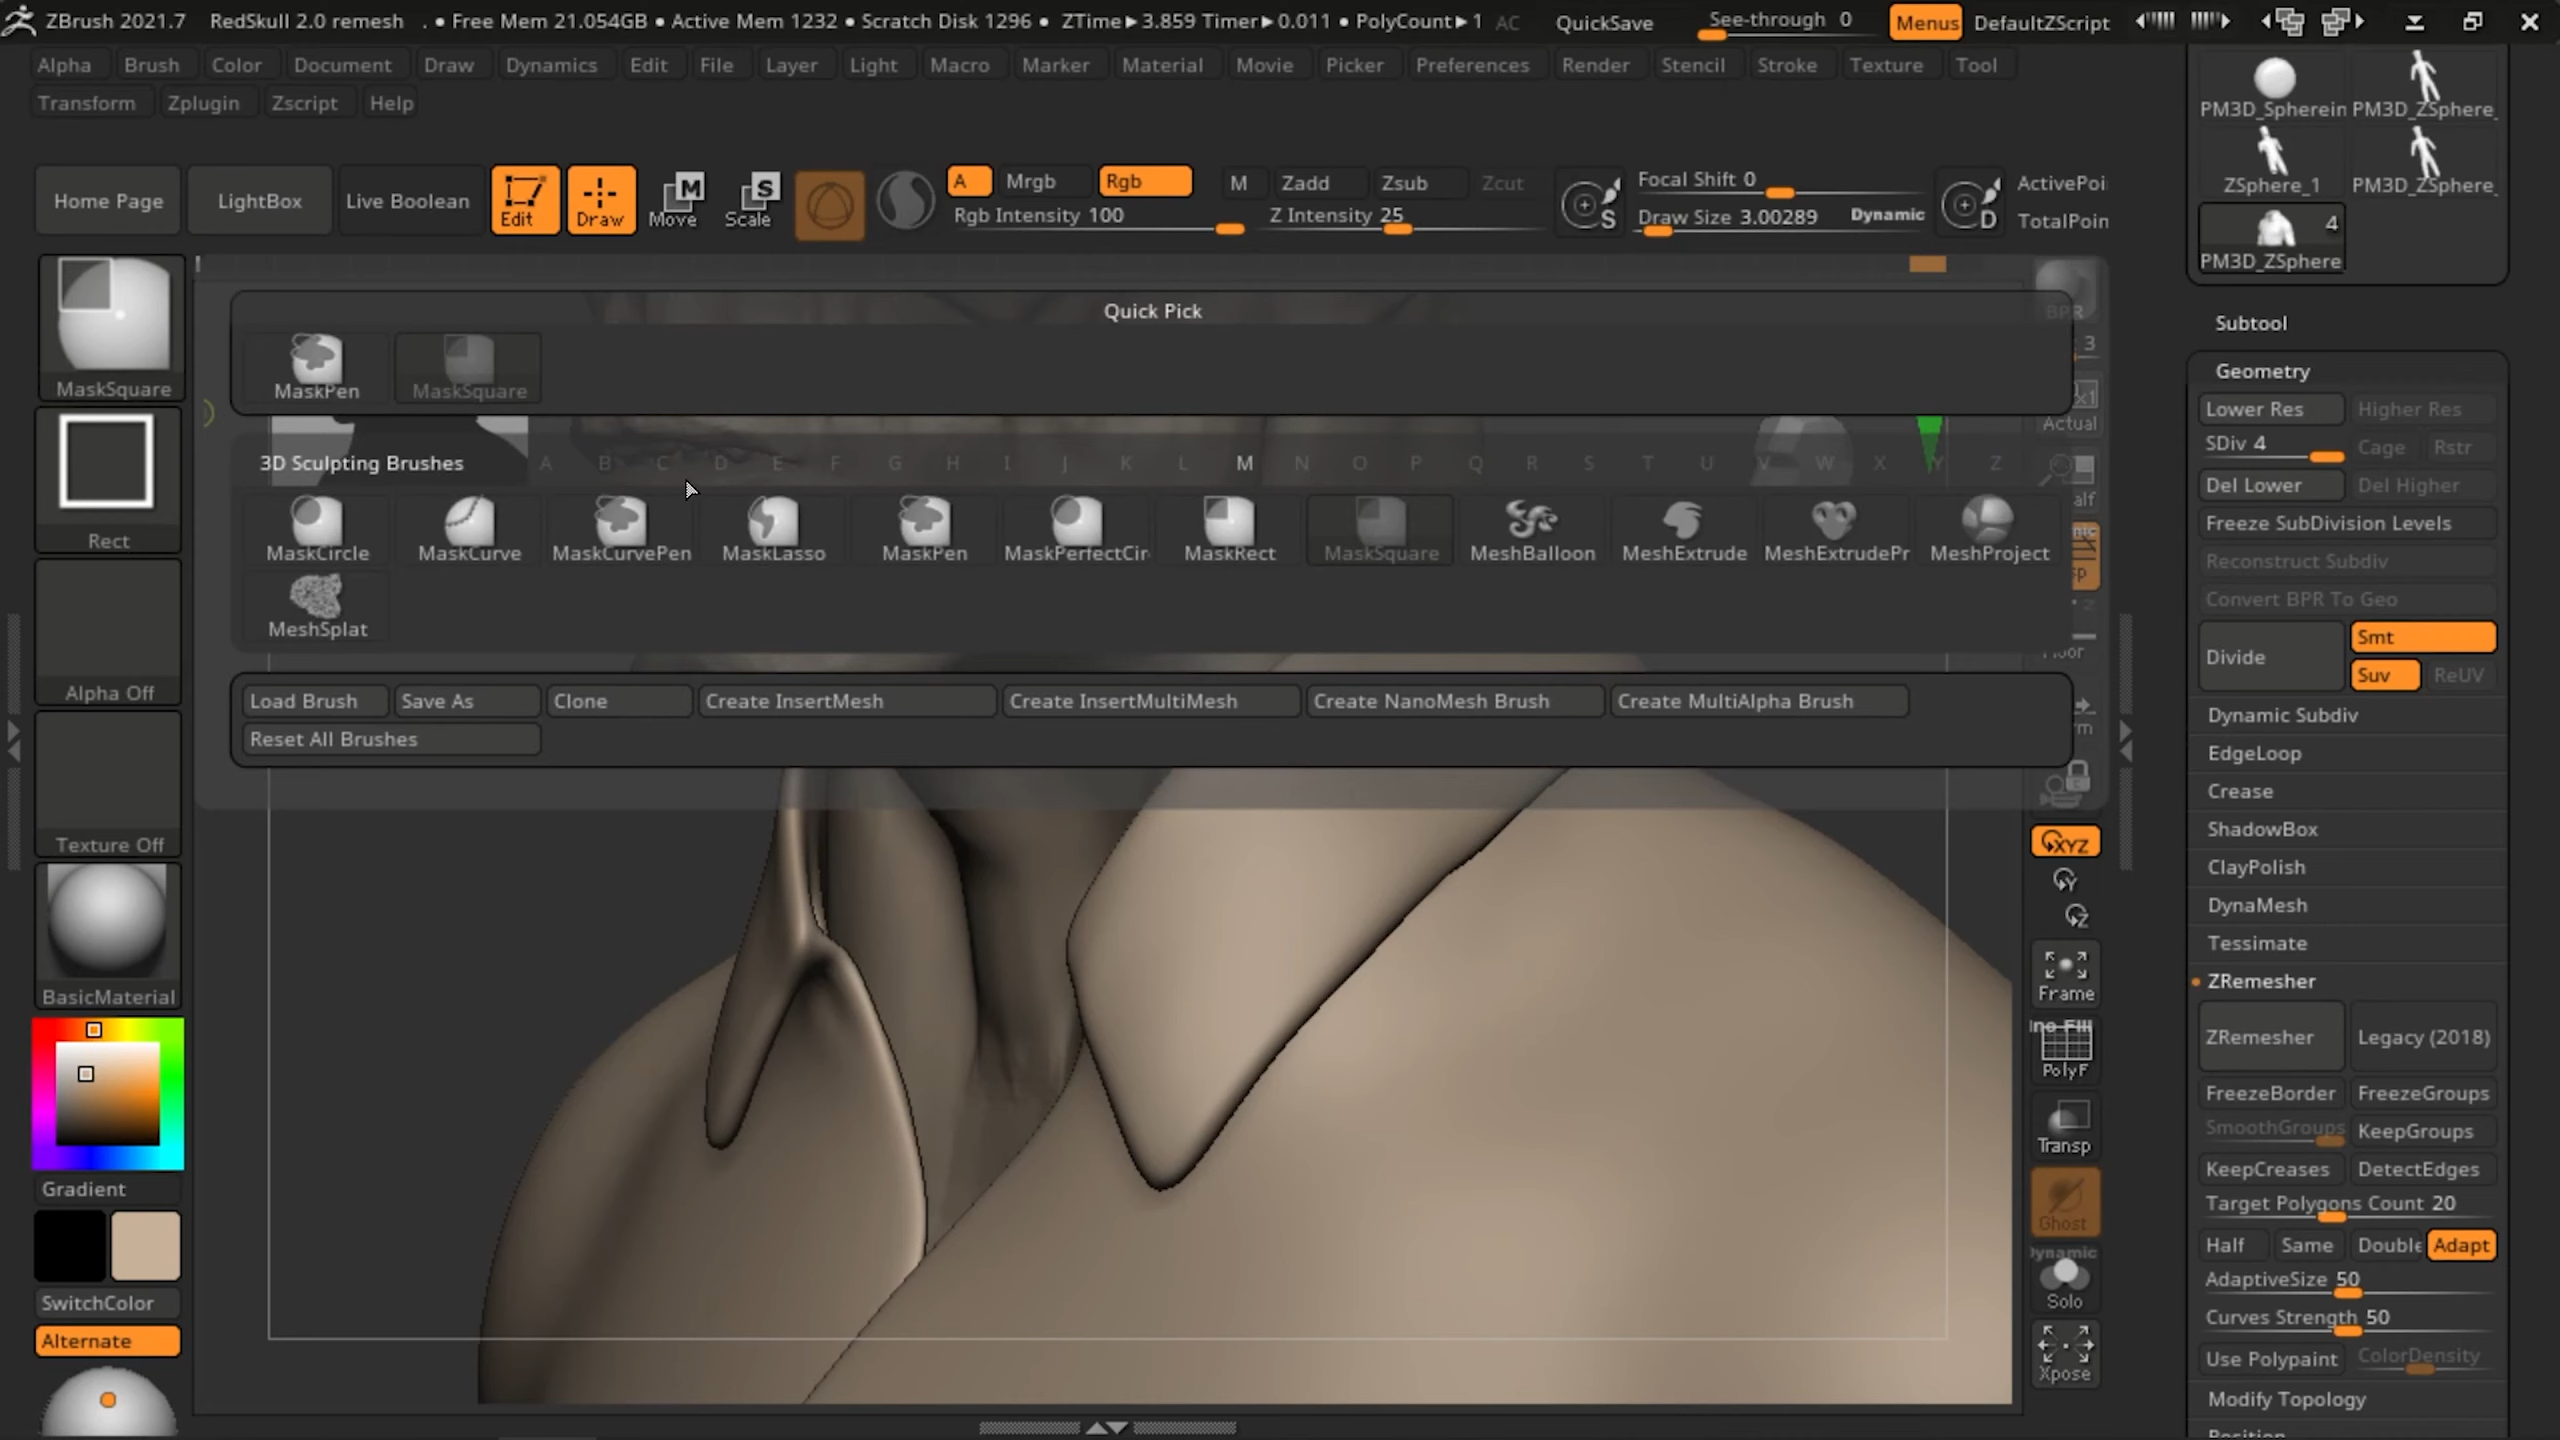 ZBrush 2021.7 RedSkull 2.0 remesh . • Free Mem 21.054GB • Active Mem 1232 • Scratch Disk 1296 • ZTime▶3.859 Timer▶0.011 • PolyCount▶1 AC QuickSave See-through 0 Menus DefaultZScript
Alpha Brush Color Document Draw Dynamics Edit File Layer Light Macro Marker Material Movie Picker Preferences Render Stencil Stroke Texture Tool
Transform Zplugin Zscript Help
Home Page LightBox Live Boolean Edit Draw Move Scale
M S
A Mrgb Rgb M Zadd Zsub Zcut
Rgb Intensity 100 Z Intensity 25
S Focal Shift 0
Draw Size 3.00289 Dynamic D
ActivePoi
TotalPoin
MaskSquare
Rect
Alpha Off
Texture Off
BasicMaterial
Gradient
SwitchColor
Alternate
Quick Pick
MaskPen MaskSquare
3D Sculpting Brushes A B C D E F G H I J K L M N O P Q R S T U V W X Y Z
MaskCircle MaskCurve MaskCurvePen MaskLasso MaskPen MaskPerfectCir MaskRect MaskSquare MeshBalloon MeshExtrude MeshExtrudePr MeshProject
MeshSplat
Load Brush Save As Clone Create InsertMesh Create InsertMultiMesh Create NanoMesh Brush Create MultiAlpha Brush
Reset All Brushes
BPR
3
x1
Actual
alf
Floor
m
XYZ
Y
Z
Frame
ino Fill
PolyF
Transp
Ghost
Dynamic
Solo
Xpose
PM3D_Spherein PM3D_ZSphere_
ZSphere_1 PM3D_ZSphere_
4
PM3D_ZSphere
Subtool
Geometry
Lower Res Higher Res
SDiv 4 Cage Rstr
Del Lower Del Higher
Freeze SubDivision Levels
Reconstruct Subdiv
Convert BPR To Geo
Divide Smt
Suv ReUV
Dynamic Subdiv
EdgeLoop
Crease
ShadowBox
ClayPolish
DynaMesh
Tessimate
ZRemesher
ZRemesher Legacy (2018)
FreezeBorder FreezeGroups
SmoothGroups KeepGroups
KeepCreases DetectEdges
Target Polygons Count 20
Half Same Double Adapt
AdaptiveSize 50
Curves Strength 50
Use Polypaint ColorDensity
Modify Topology